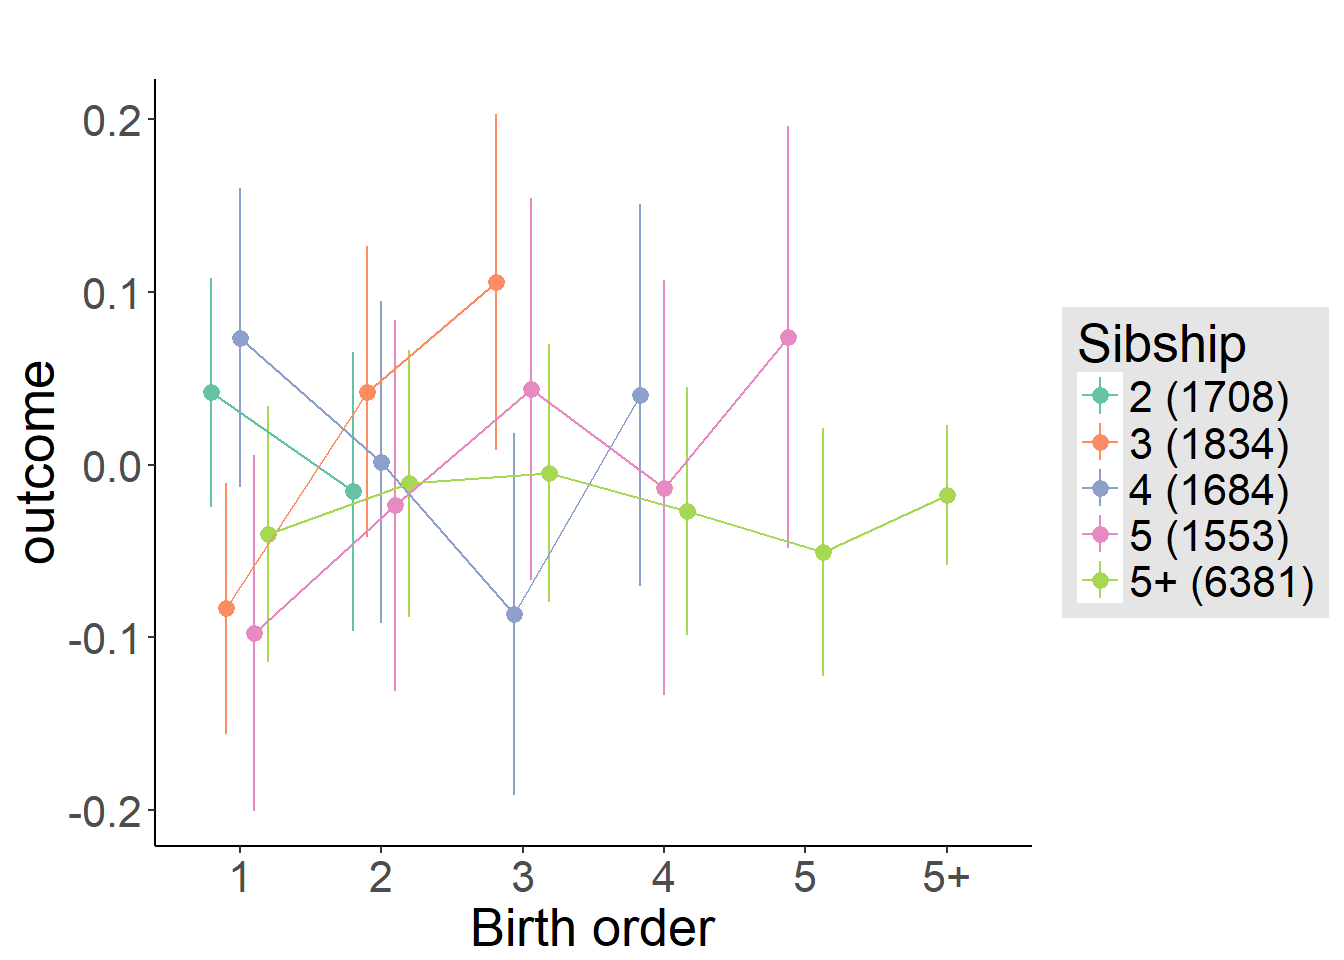 0.2
0.1
0.0
-0.1
-0.2
outcome
1 2 3 4 5 5+
Birth order
Sibship
2 (1708)
3 (1834)
4 (1684)
5 (1553)
5+ (6381)